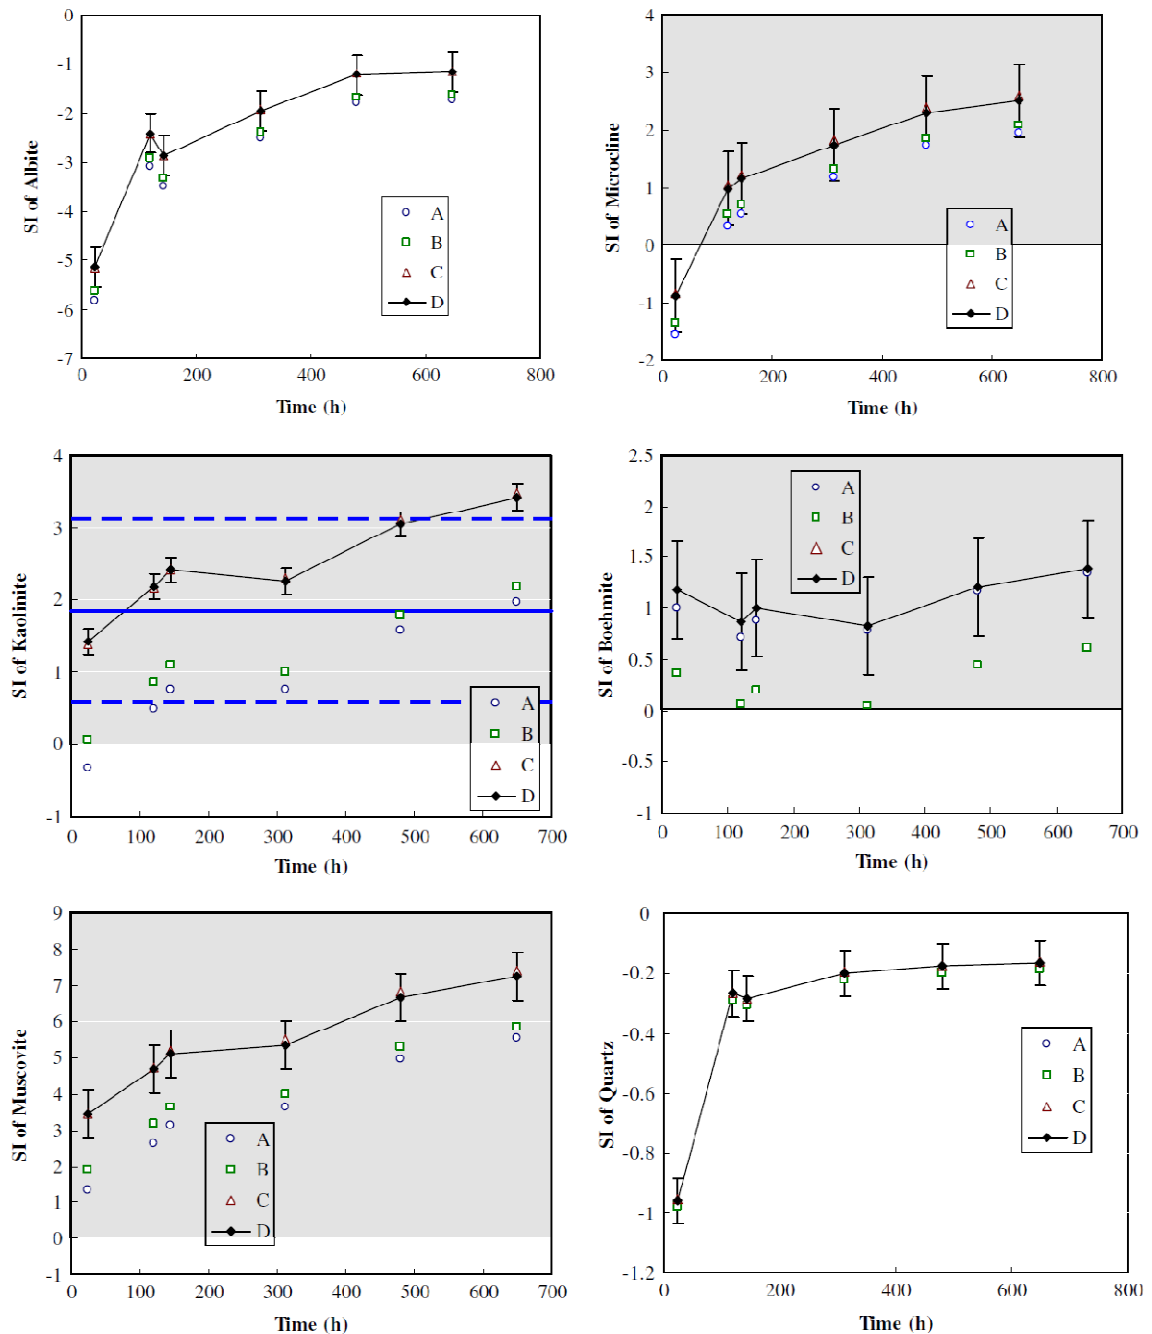 0
-1
-2
-3
-4
-5
-6
-7
SI of Albite
A
B
C
D
0 200 400 600 800
Time (h)
4
3
2
1
0
-1
-2
SI of Microcline
A
B
C
D
0 200 400 600 800
Time (h)
4
3
2
1
0
-1
SI of Kaolinite
A
B
C
D
0 100 200 300 400 500 600 700
Time (h)
2.5
2
1.5
1
0.5
0
-0.5
-1
SI of Boehmite
A
B
C
D
0 100 200 300 400 500 600 700
Time (h)
9
8
7
6
5
4
3
2
1
0
-1
SI of Muscovite
A
B
C
D
0 100 200 300 400 500 600 700
Time (h)
0
-0.2
-0.4
-0.6
-0.8
-1
-1.2
SI of Quartz
A
B
C
D
0 200 400 600 800
Time (h)